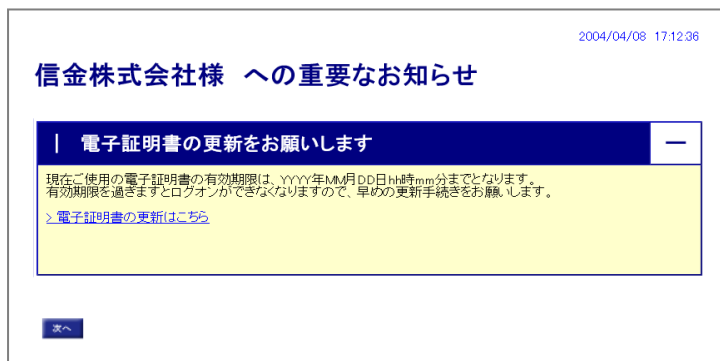 2004/04/08 17:12:36
信金株式会社様 への重要なお知らせ
| 電子証明書の更新をお願いします
現在ご使用の電子証明書の有効期限は、YYYY年MM月DD日hh時mm分までとなります。
有効期限を過ぎますとログオンができなくなりますので、早めの更新手続きをお願いします。
> 電子証明書の更新はこちら
次へ